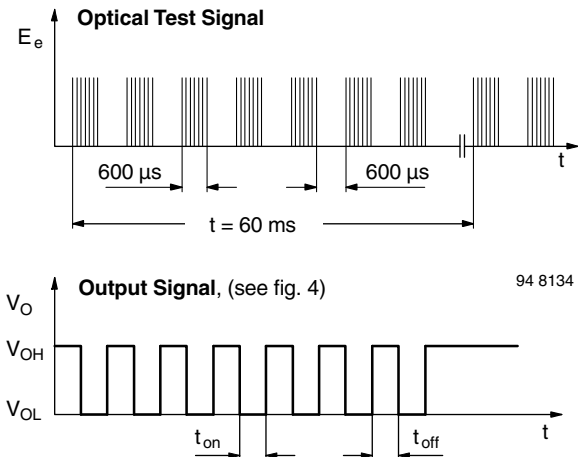 Optical Test Signal
E e
t
600 µs
600 µs
t = 60 ms
94 8134
Output Signal, (see fig. 4)
V O
V OH
V OL
t on
t off
t